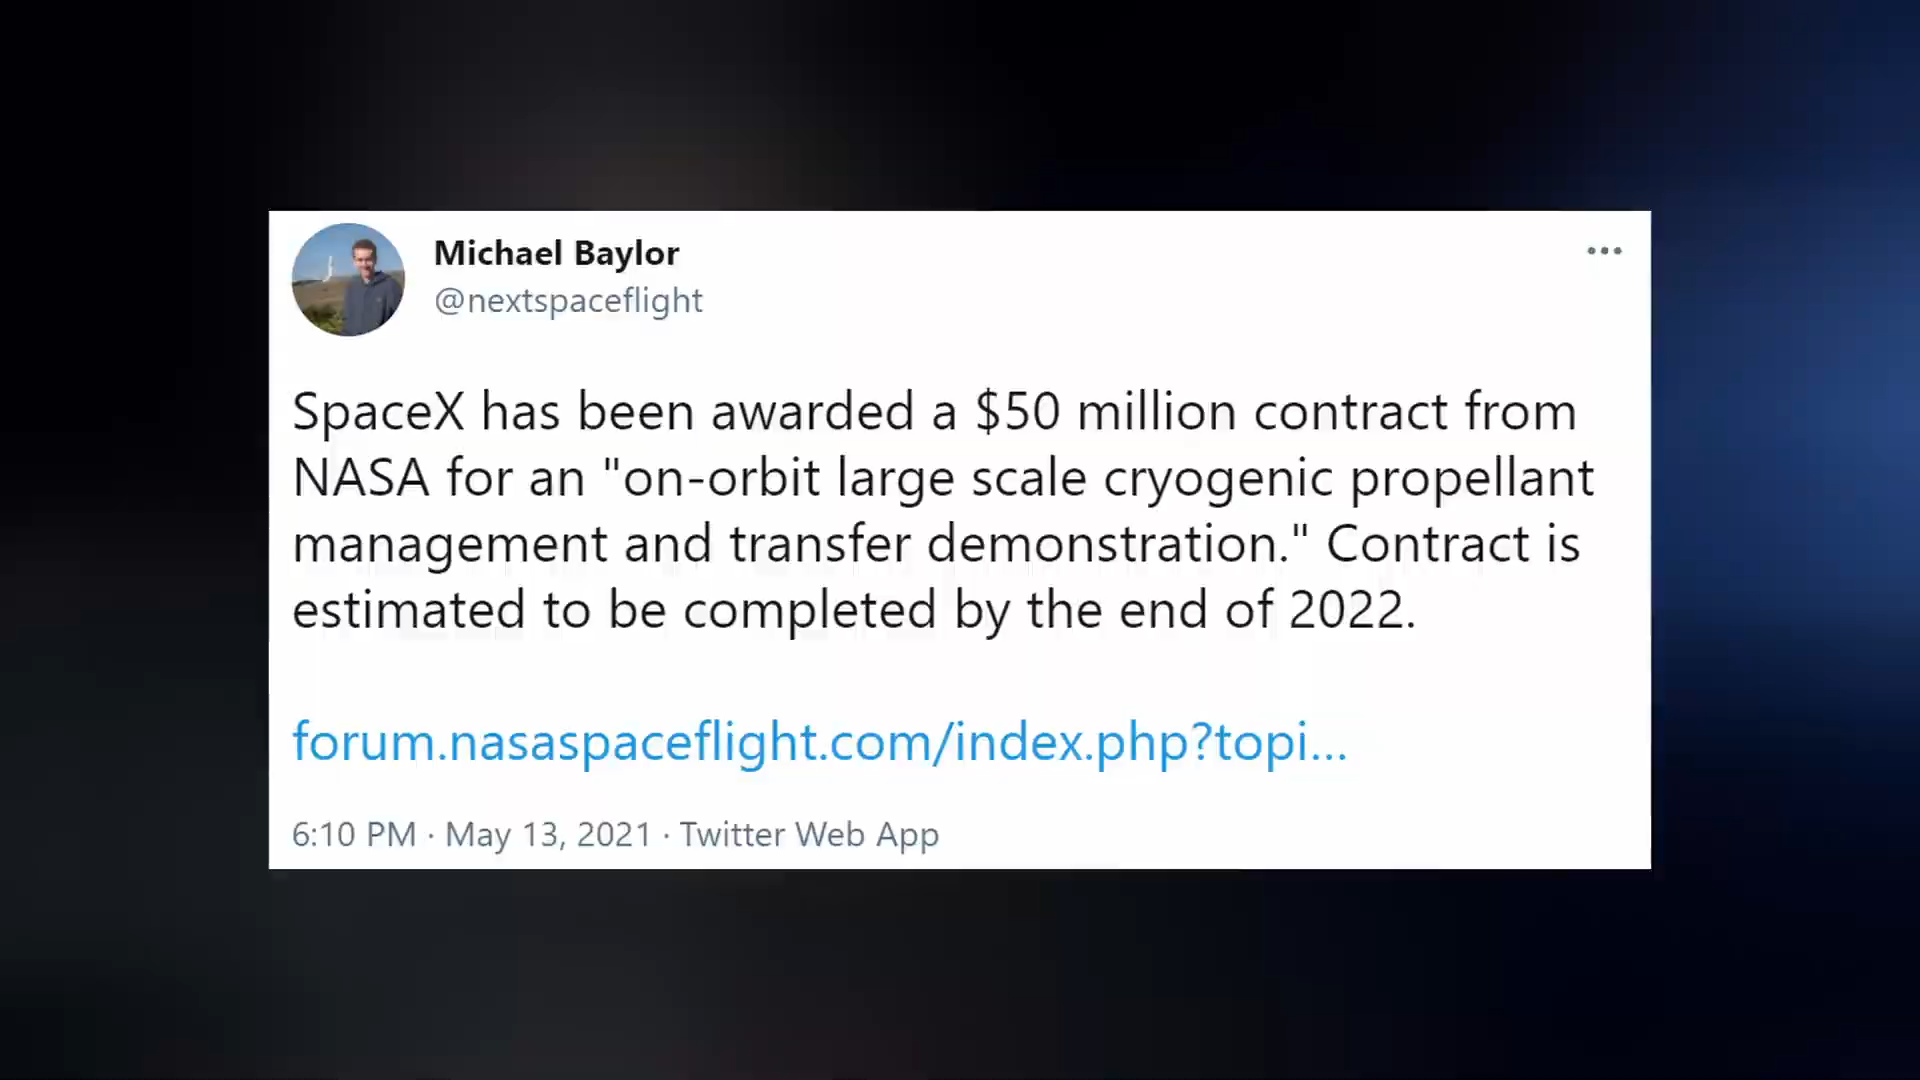 Michael Baylor
@nextspaceflight
SpaceX has been awarded a $50 million contract from
NASA for an "on-orbit large scale cryogenic propellant
management and transfer demonstration." Contract is
estimated to be completed by the end of 2022.
forum.nasaspaceflight.com/index.php?topi...
6:10 PM · May 13, 2021 · Twitter Web App